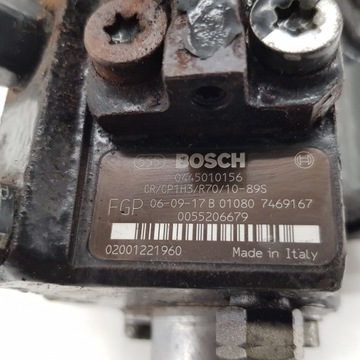 BOSCH
0445010156
CR/CP1H3/R70/10-89S
FGP 06-09-17 B 01080 7469167
0055206679
02001221960 Made in Italy